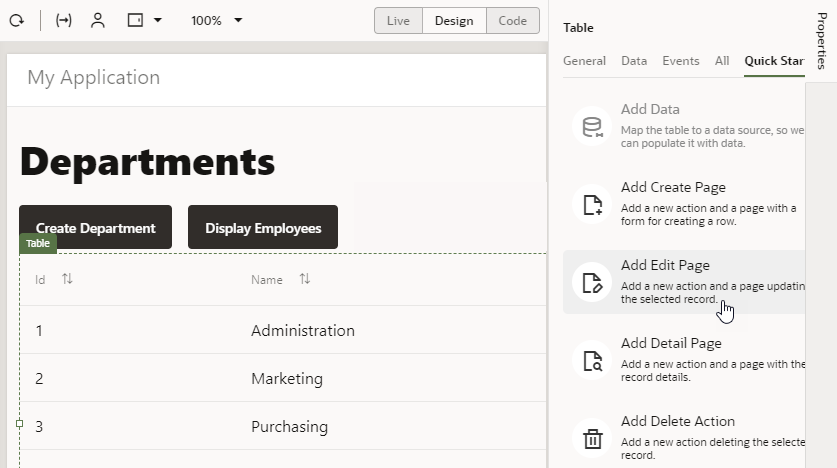 100%
Live
Design
Code
Table
Properties
General
Data
Events
All
Quick Star
My Application
Departments
Create Department
Display Employees
Table
Id
Name
1
Administration
2
Marketing
3
Purchasing
Add Data
Map the table to a data source, so we
can populate it with data.
Add Create Page
Add a new action and a page with a
form for creating a row.
Add Edit Page
Add a new action and a page updatin
the selected record.
Add Detail Page
Add a new action and a page with the
record details.
Add Delete Action
Add a new action deleting the selecte
record.